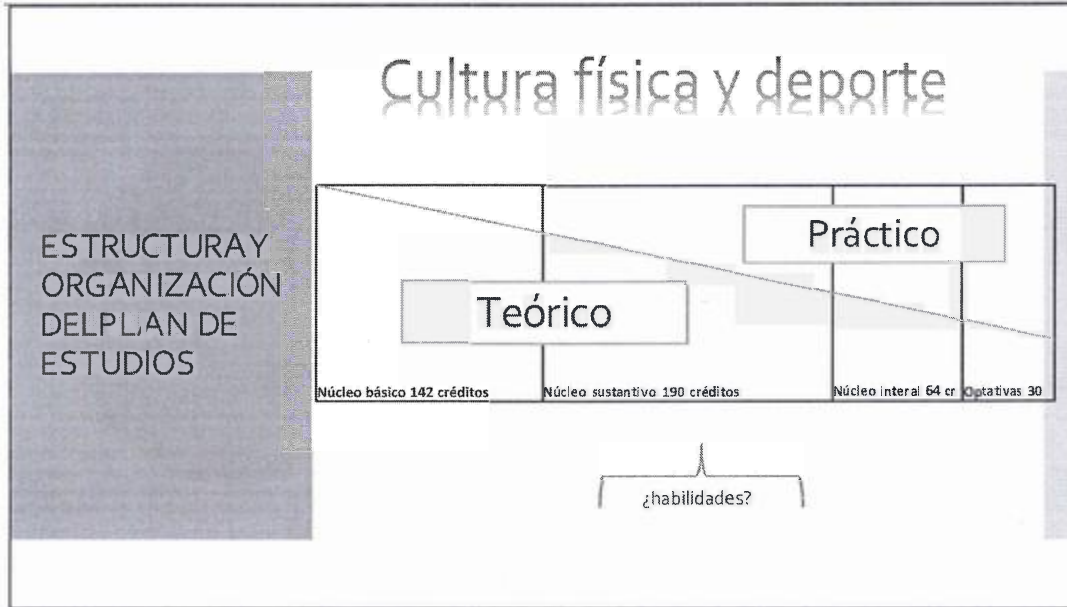 Cultura física y deporte
ESTRUCTURA Y
ORGANIZACIÓN
DELPLAN DE
ESTUDIOS
Práctico
Teórico
Núcleo básico 142 créditos
Núcleo sustantivo 190 créditos
Núcleo interal 64 cr
Optativas 30
¿habilidades?